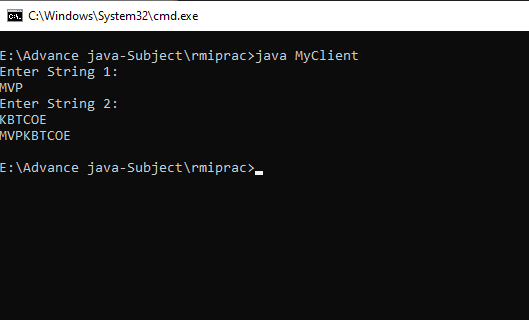 C:\Windows\System32\cmd.exe
E:\Advance java-Subject\rmiprac>java MyClient
Enter String 1:
MVP
Enter String 2:
KBTCOE
MVPKBTCOE
E:\Advance java-Subject\rmiprac>